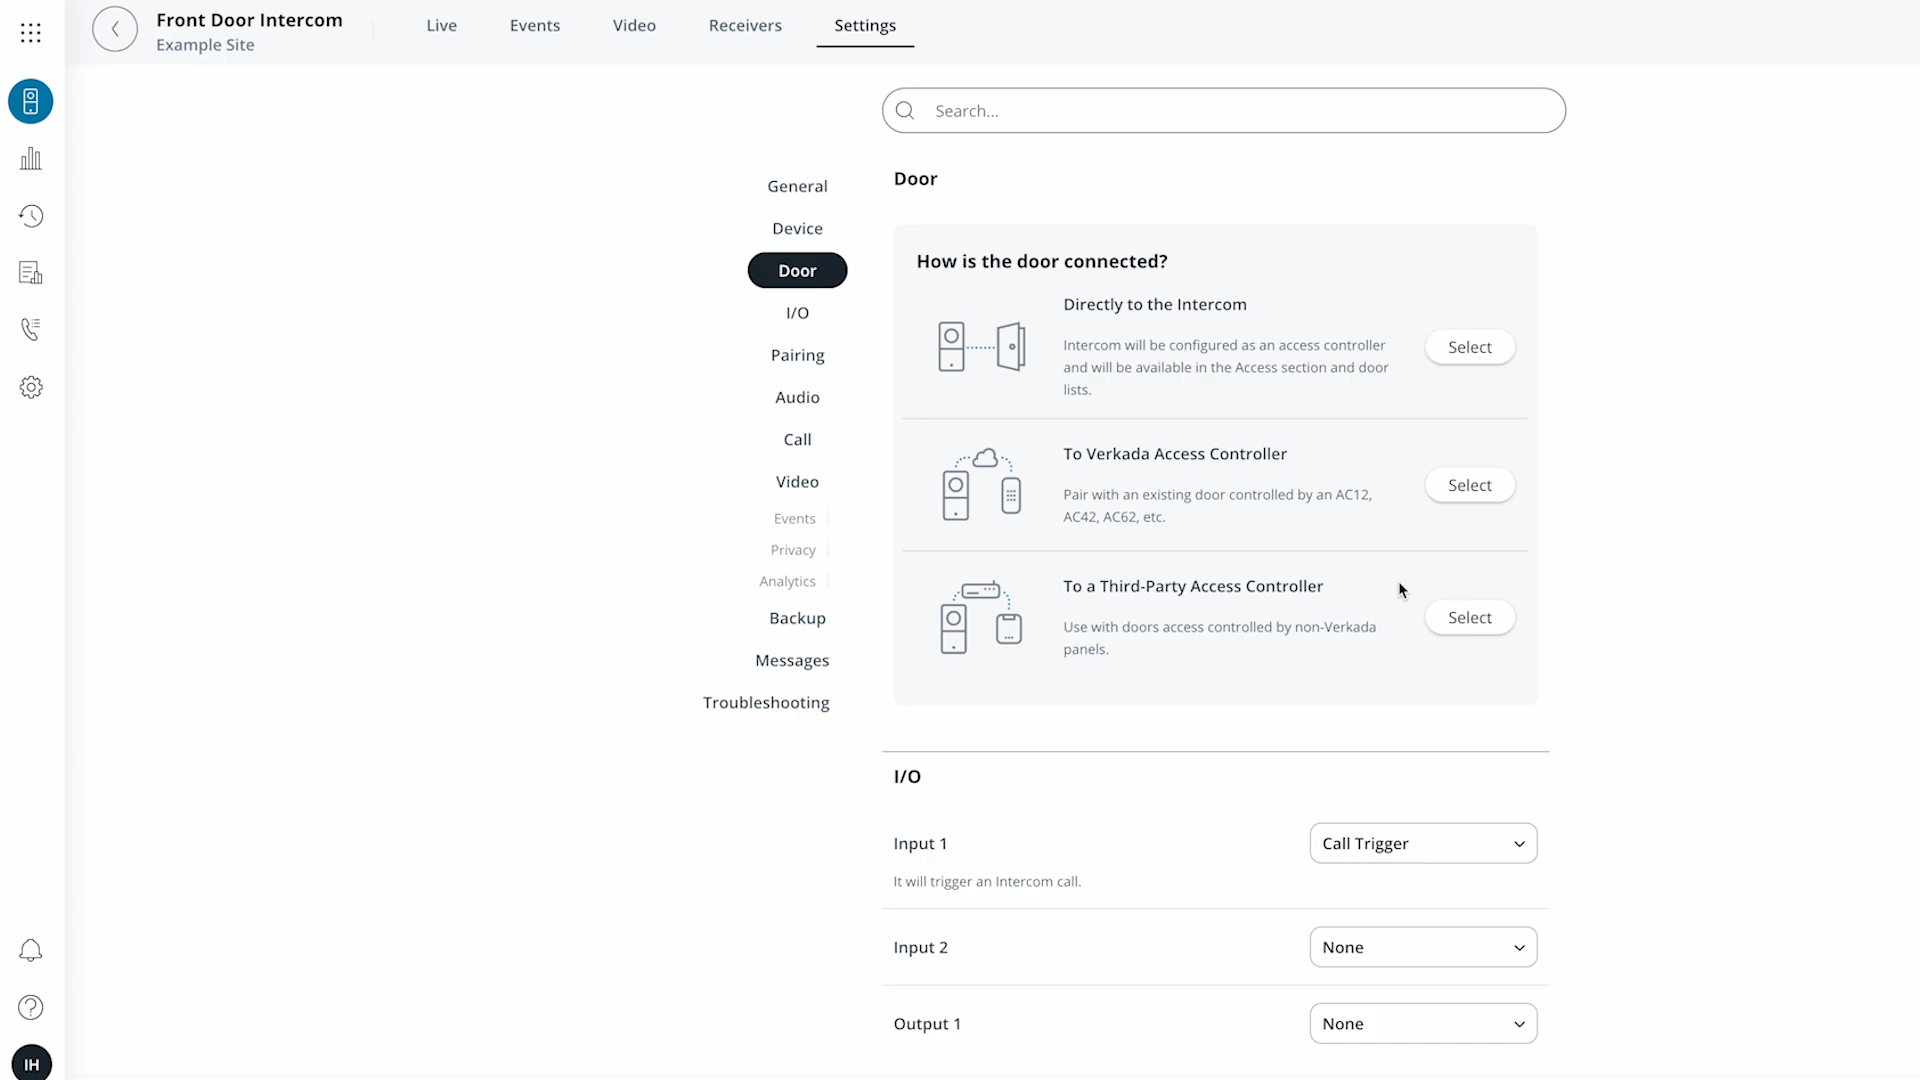 Front Door Intercom
Example Site
Live
Events
Video
Receivers
Settings
Search...
General
Device
Door
I/O
Pairing
Audio
Call
Video
Events
Privacy
Analytics
Backup
Messages
Troubleshooting
Door
How is the door connected?
Directly to the Intercom
Intercom will be configured as an access controller
and will be available in the Access section and door
lists.
Select
To Verkada Access Controller
Pair with an existing door controlled by an AC12,
AC42, AC62, etc.
Select
To a Third-Party Access Controller
Use with doors access controlled by non-Verkada
panels.
Select
I/O
Input 1
Call Trigger
It will trigger an Intercom call.
Input 2
None
Output 1
None
IH